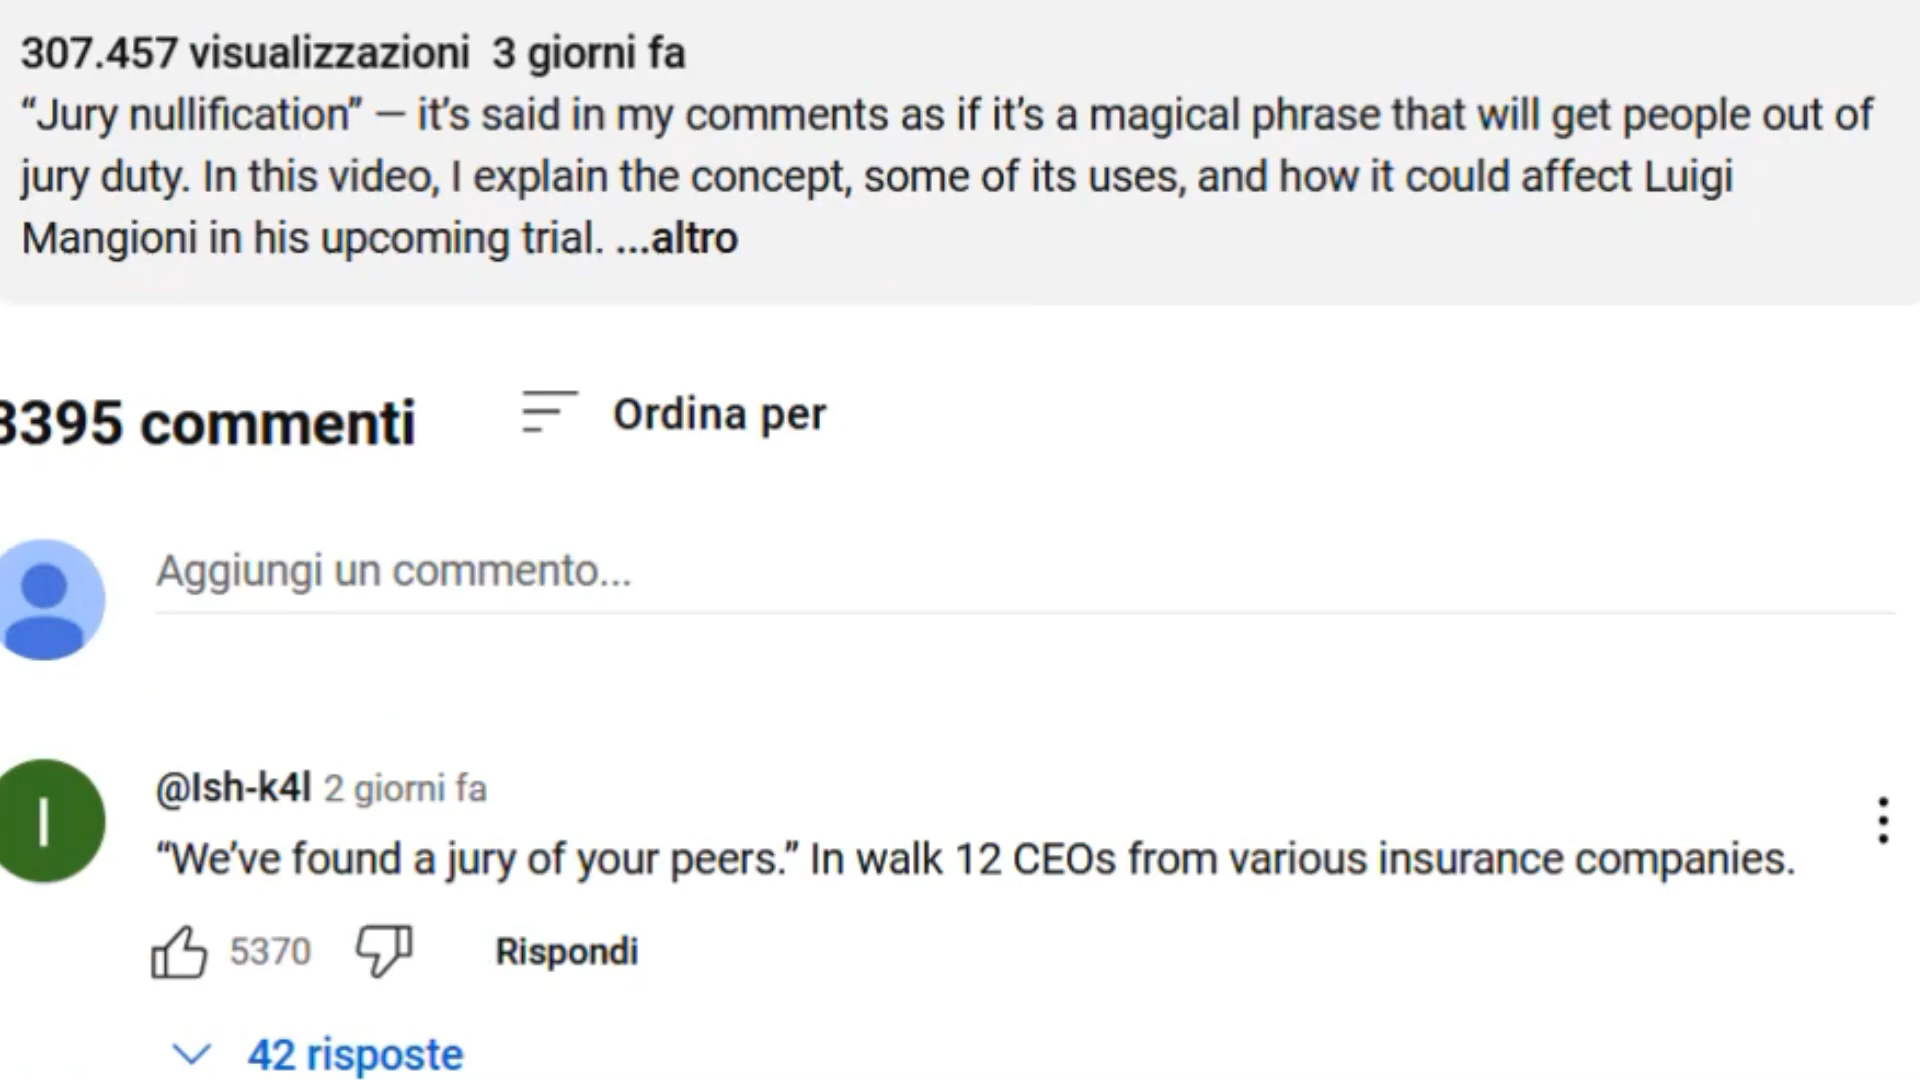 307.457 visualizzazioni 3 giorni fa
“Jury nullification” — it’s said in my comments as if it’s a magical phrase that will get people out of
jury duty. In this video, I explain the concept, some of its uses, and how it could affect Luigi
Mangioni in his upcoming trial. ...altro
3395 commenti
Ordina per
Aggiungi un commento...
I
@Ish-k4l 2 giorni fa
“We’ve found a jury of your peers.” In walk 12 CEOs from various insurance companies.
5370
Rispondi
42 risposte